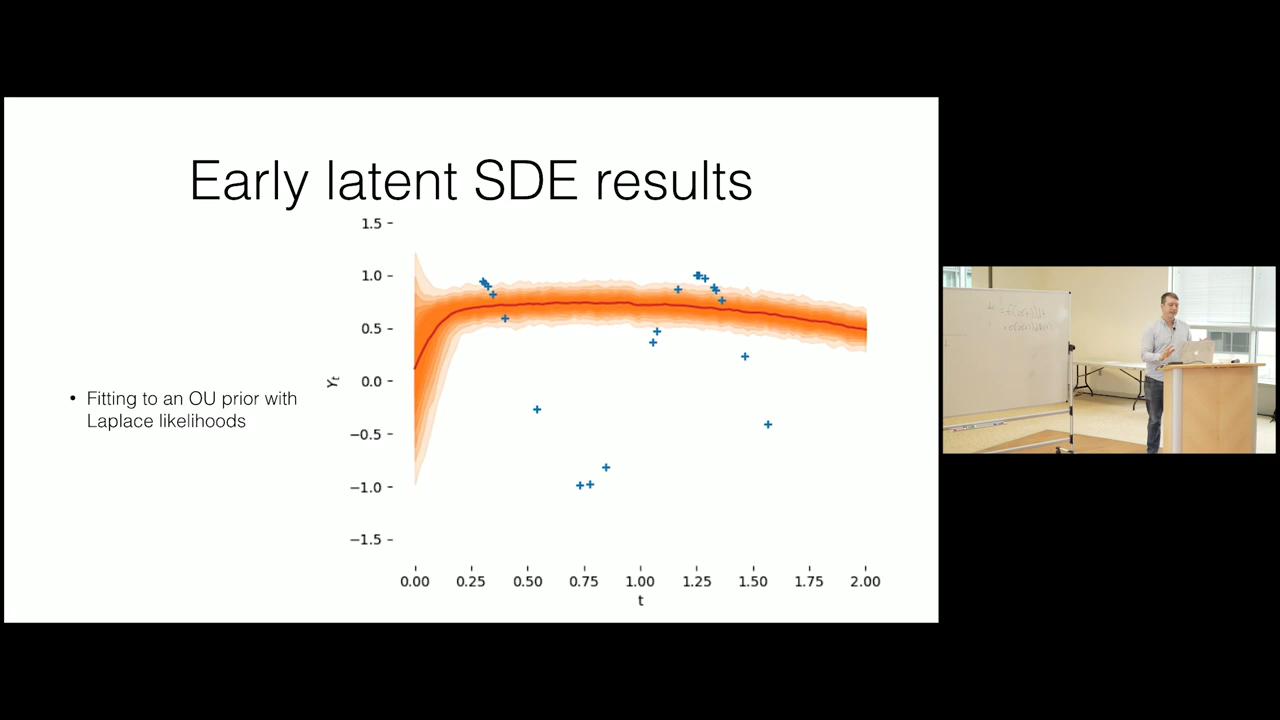 Early latent SDE results
• Fitting to an OU prior with
Laplace likelihoods
Yt
1.5
1.0
0.5
0.0
−0.5
−1.0
−1.5
0.00 0.25 0.50 0.75 1.00 1.25 1.50 1.75 2.00
t